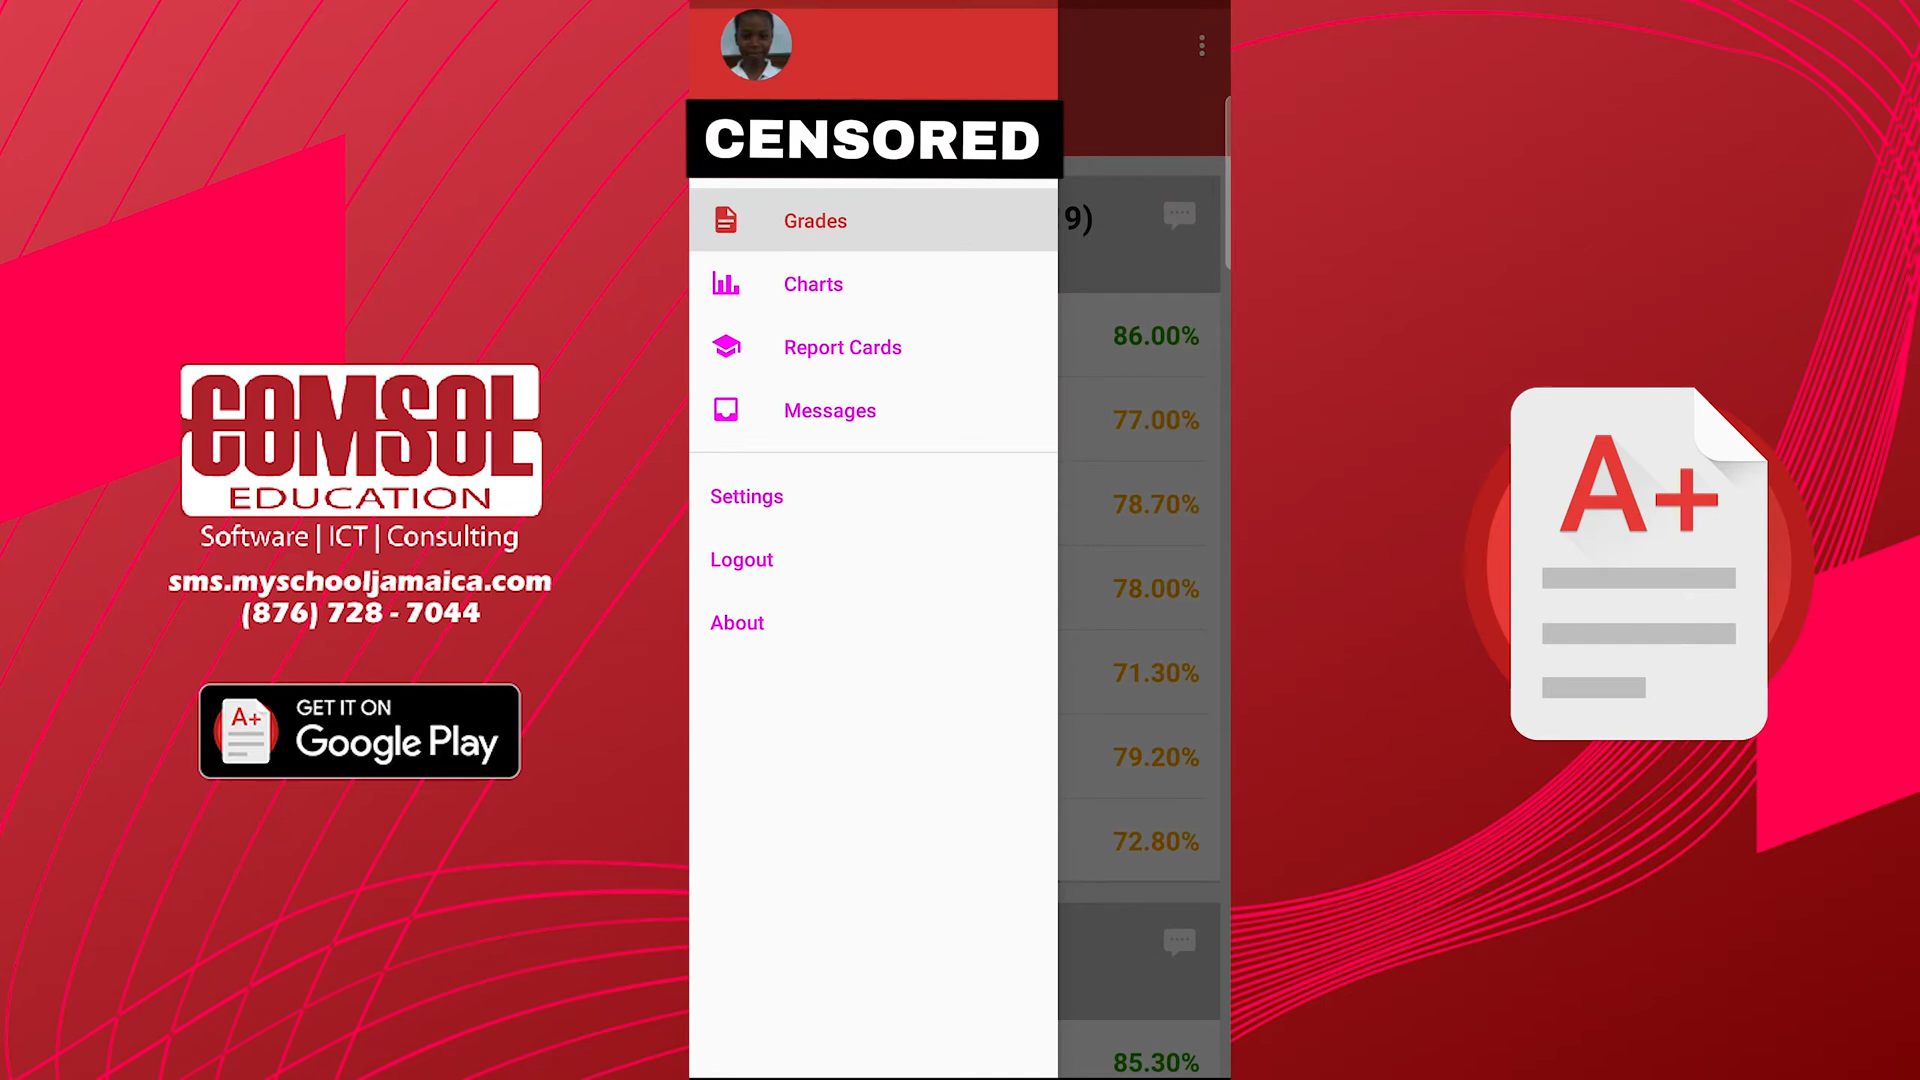 COMSOL
EDUCATION
Software | ICT | Consulting
sms.myschooljamaica.com
(876) 728 - 7044
A+
GET IT ON
Google Play
CENSORED
Grades
Charts
Report Cards
Messages
Settings
Logout
About
9)
86.00%
77.00%
78.70%
78.00%
71.30%
79.20%
72.80%
85.30%
A+